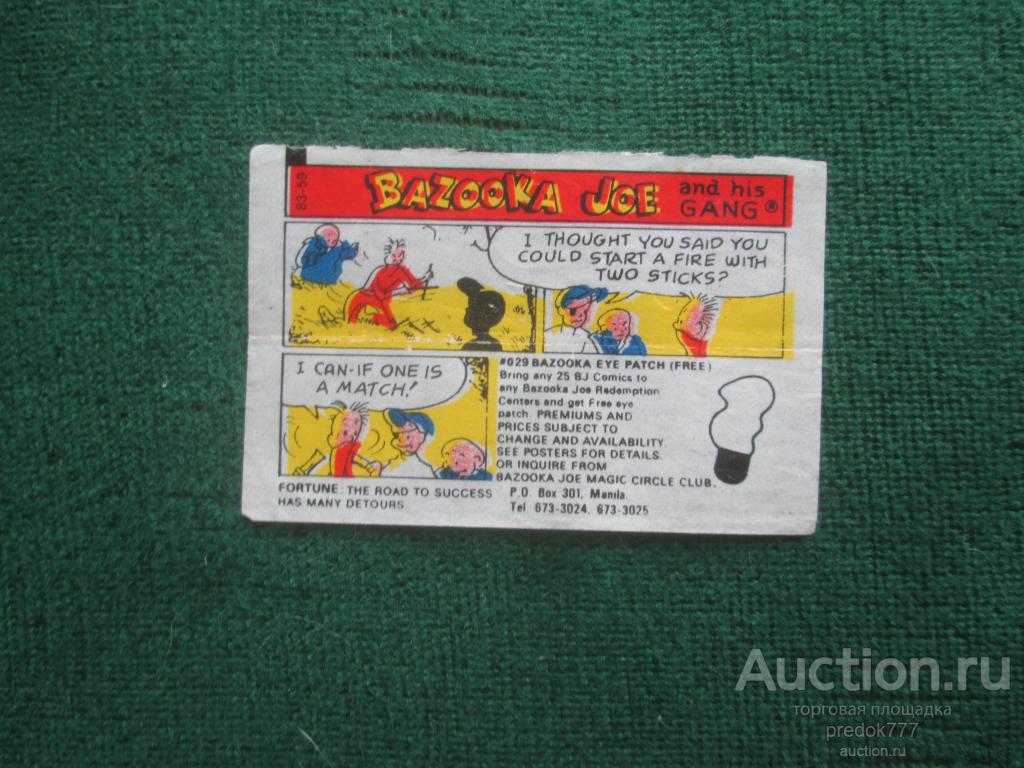 83-59
BAZOOKA JOE and his
GANG®
I THOUGHT YOU SAID YOU
COULD START A FIRE WITH
TWO STICKS?
I CAN-IF ONE IS
A MATCH!
#029 BAZOOKA EYE PATCH (FREE)
Bring any 25 BJ Comics to
any Bazooka Joe Redemption
Centers and get Free eye
patch. PREMIUMS AND
PRICES SUBJECT TO
CHANGE AND AVAILABILITY.
SEE POSTERS FOR DETAILS.
OR INQUIRE FROM
BAZOOKA JOE MAGIC CIRCLE CLUB.
P.O. Box 301, Manila.
Tel 673-3024, 673-3025
FORTUNE: THE ROAD TO SUCCESS
HAS MANY DETOURS
Auction.ru
торговая площадка
predok777
auction.ru